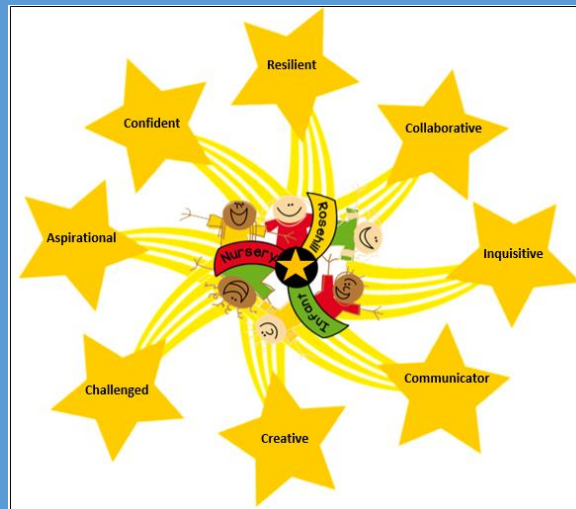 Resilient
Confident
Collaborative
Aspirational
Rosehill
Nursery
Infant
Inquisitive
Challenged
Communicator
Creative